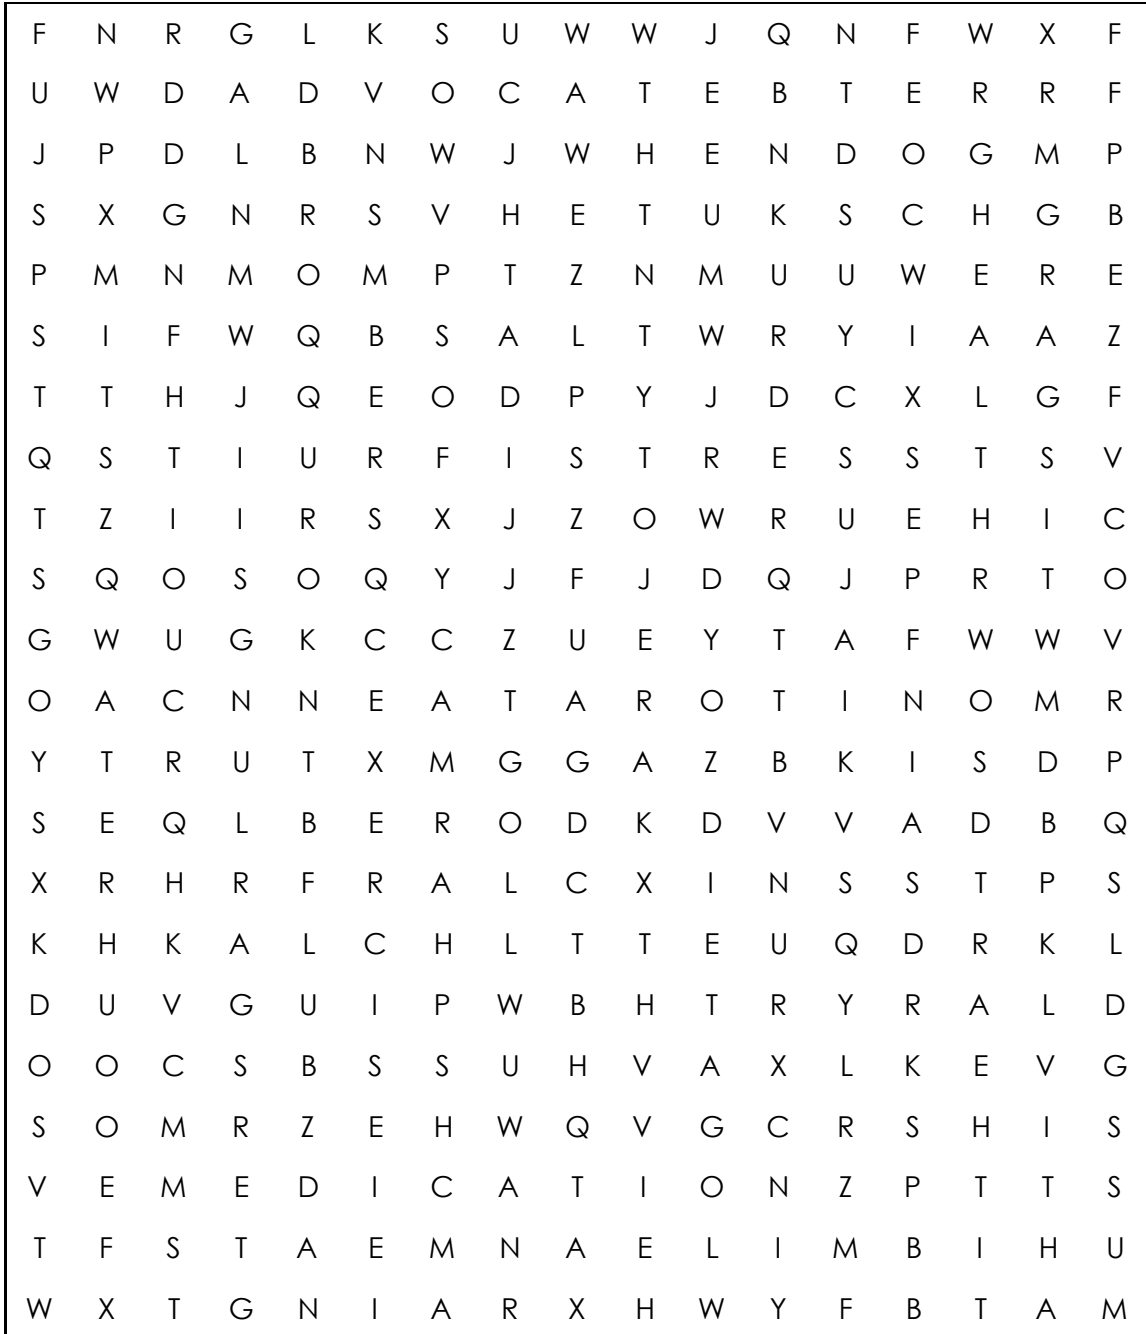 F N R G L K S U W W J Q N F W X F
U W D A D V O C A T E B T E R R F
J P D L B N W J W H E N D O G M P
S X G N R S V H E T U K S C H G B
P M N M O M P T Z N M U U W E R E
S I F W Q B S A L T W R Y I A A Z
T T H J Q E O D P Y J D C X L G F
Q S T I U R F I S T R E S S T S V
T Z I I R S X J Z O W R U E H I C
S Q O S O Q Y J F J D Q J P R T O
G W U G K C C Z U E Y T A F W W V
O A C N N E A T A R O T I N O M R
Y T R U T X M G G A Z B K I S D P
S E Q L B E R O D K D V V A D B Q
X R H R F R A L C X I N S S T P S
K H K A L C H L T T E U Q D R K L
D U V G U I P W B H T R Y R A L D
O O C S B S S U H V A X L K E V G
S O M R Z E H W Q V G C R S H I S
V E M E D I C A T I O N Z P T T S
T F S T A E M N A E L I M B I H U
W X T G N I A R X H W Y F B T A M